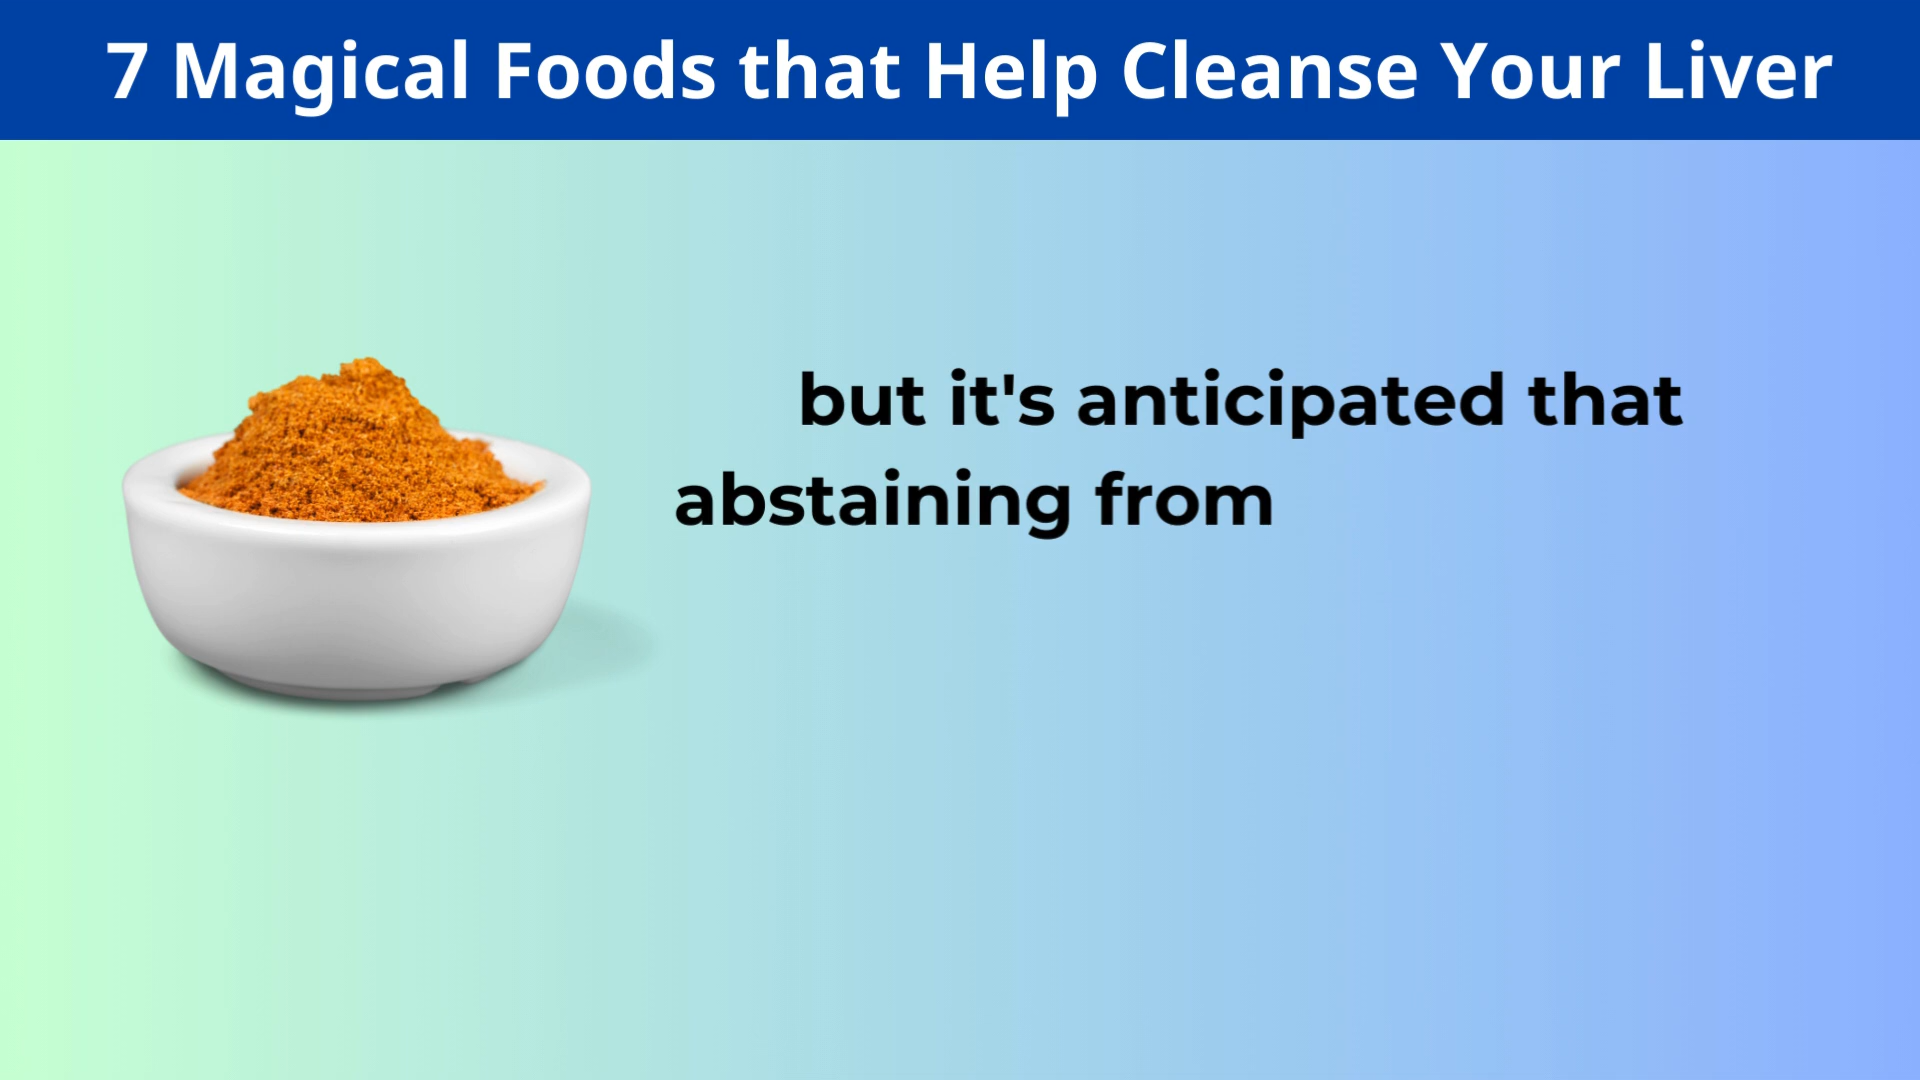 7 Magical Foods that Help Cleanse Your Liver
but it's anticipated that
abstaining from